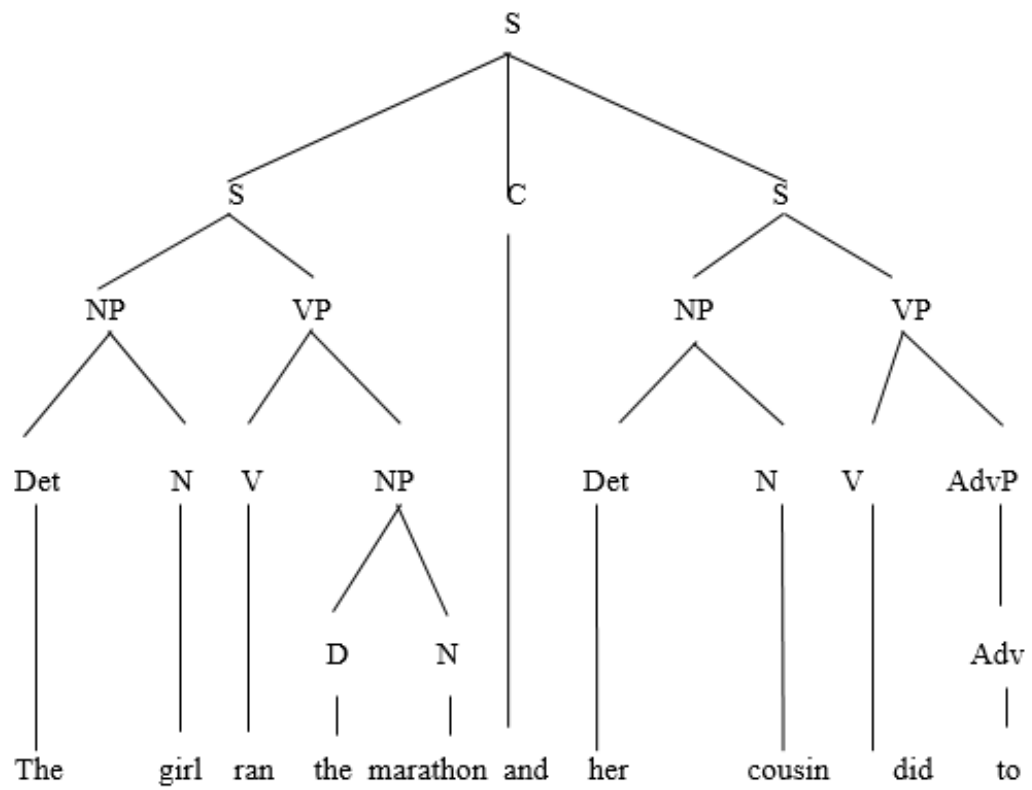 S
S C S
NP VP NP VP
Det N V NP Det N V AdvP
D N Adv
The girl ran the marathon and her cousin did to